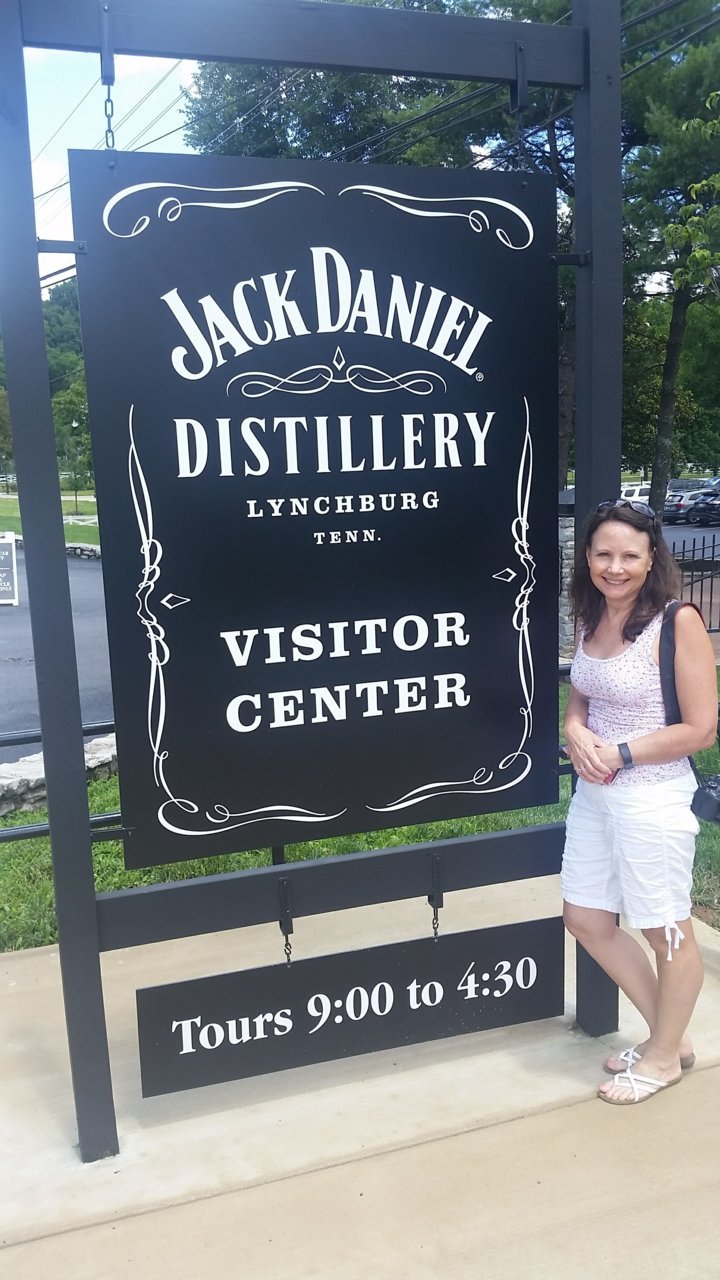 JACK DANIEL®
DISTILLERY
LYNCHBURG
TENN.
VISITOR
CENTER
Tours 9:00 to 4:30